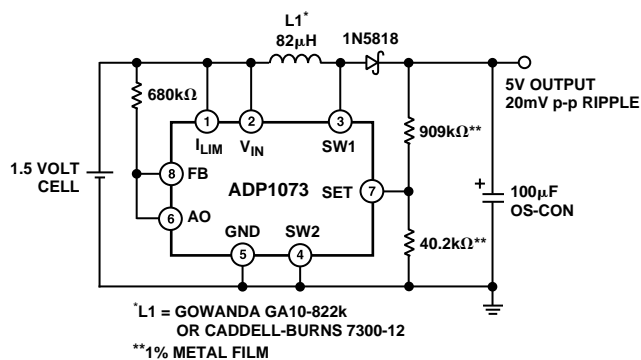 L1*
82µH
1N5818
680kΩ
5V OUTPUT
20mV p-p RIPPLE
1
2
3
ILIM
VIN
SW1
909kΩ**
1.5 VOLT
CELL
8
FB
ADP1073
SET
7
6
AO
+
100µF
OS-CON
GND
SW2
40.2kΩ**
5
4
*L1 = GOWANDA GA10-822k
OR CADDELL-BURNS 7300-12
**1% METAL FILM